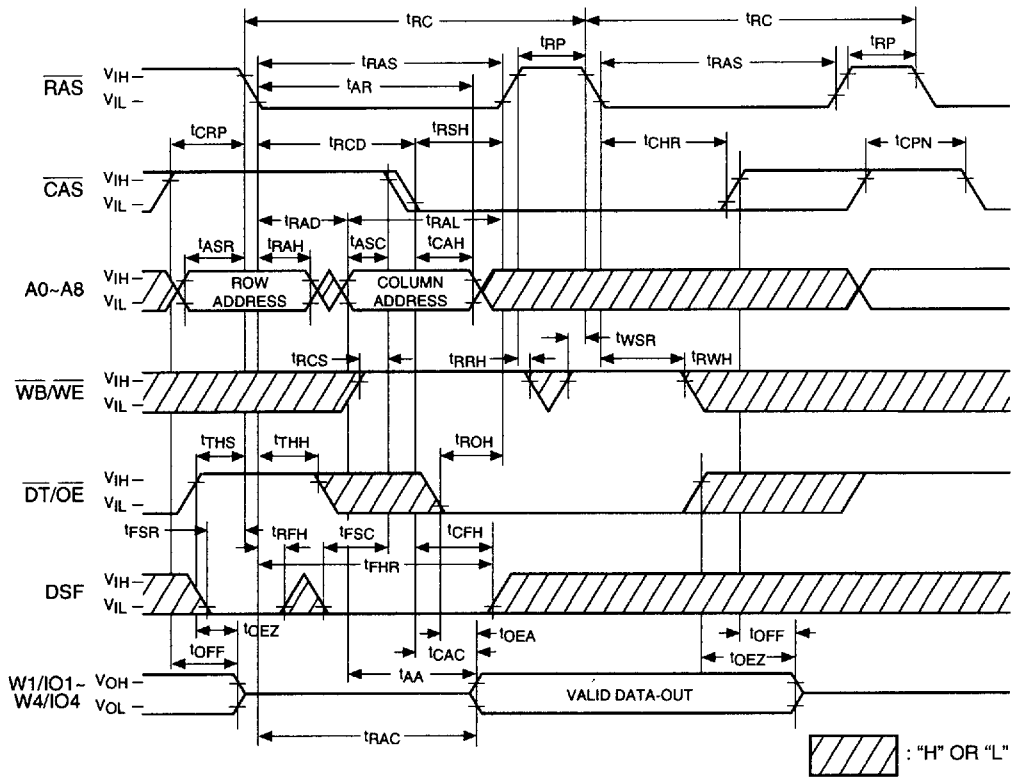 tRC tRC
tRP tRP
tRAS tRAS
tAR
RAS VIH
VIL
tCRP tRCD tRSH tCHR tCPN
CAS VIH
VIL
tRAD tRAL
tASR tRAH tASC tCAH
A0~A8 VIH
VIL
ROW ADDRESS
COLUMN ADDRESS
tRCS tRRH tWSR tRWH
WB/WE VIH
VIL
tTHS tTHH tROH
DT/OE VIH
VIL
tFSR tRFH tFSC tCFH
tFHR
DSF VIH
VIL
tOEZ tOEA tOFF
tOFF tCAC tOEZ
tAA
W1/IO1~
W4/IO4
VOH
VOL
VALID DATA-OUT
tRAC
: "H" OR "L"